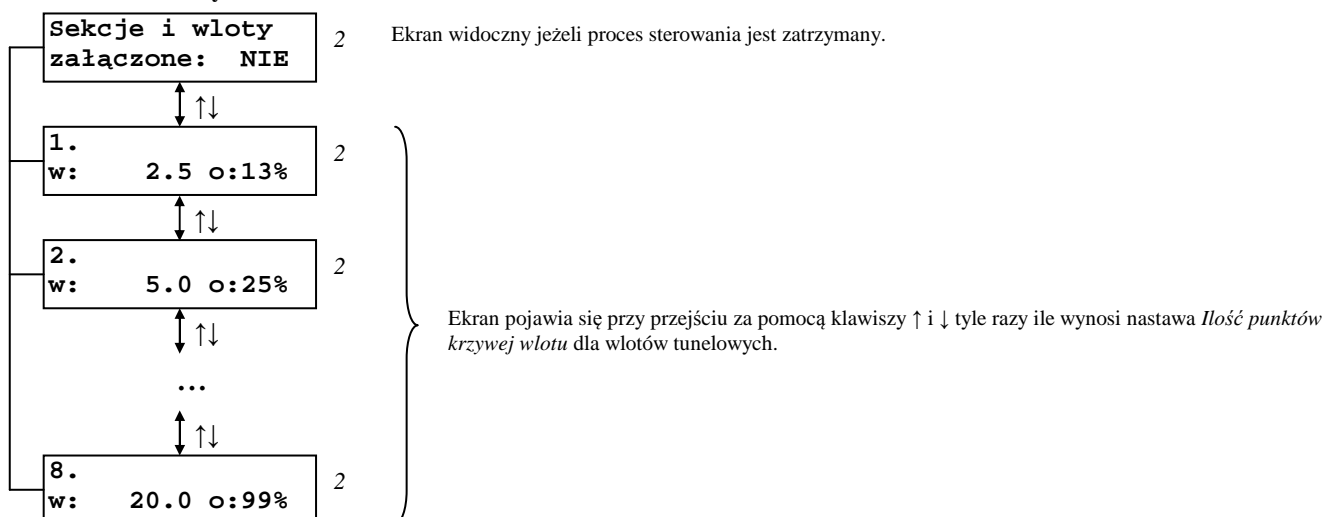 Sekcje i wloty
załączone: NIE
2
Ekran widoczny jeżeli proces sterowania jest zatrzymany.
↑↓
1.
w: 2.5 o:13%
2
↑↓
2.
w: 5.0 o:25%
2
↑↓
Ekran pojawia się przy przejściu za pomocą klawiszy ↑ i ↓ tyle razy ile wynosi nastawa Ilość punktów
krzywej wlotu dla wlotów tunelowych.
...
↑↓
8.
w: 20.0 o:99%
2